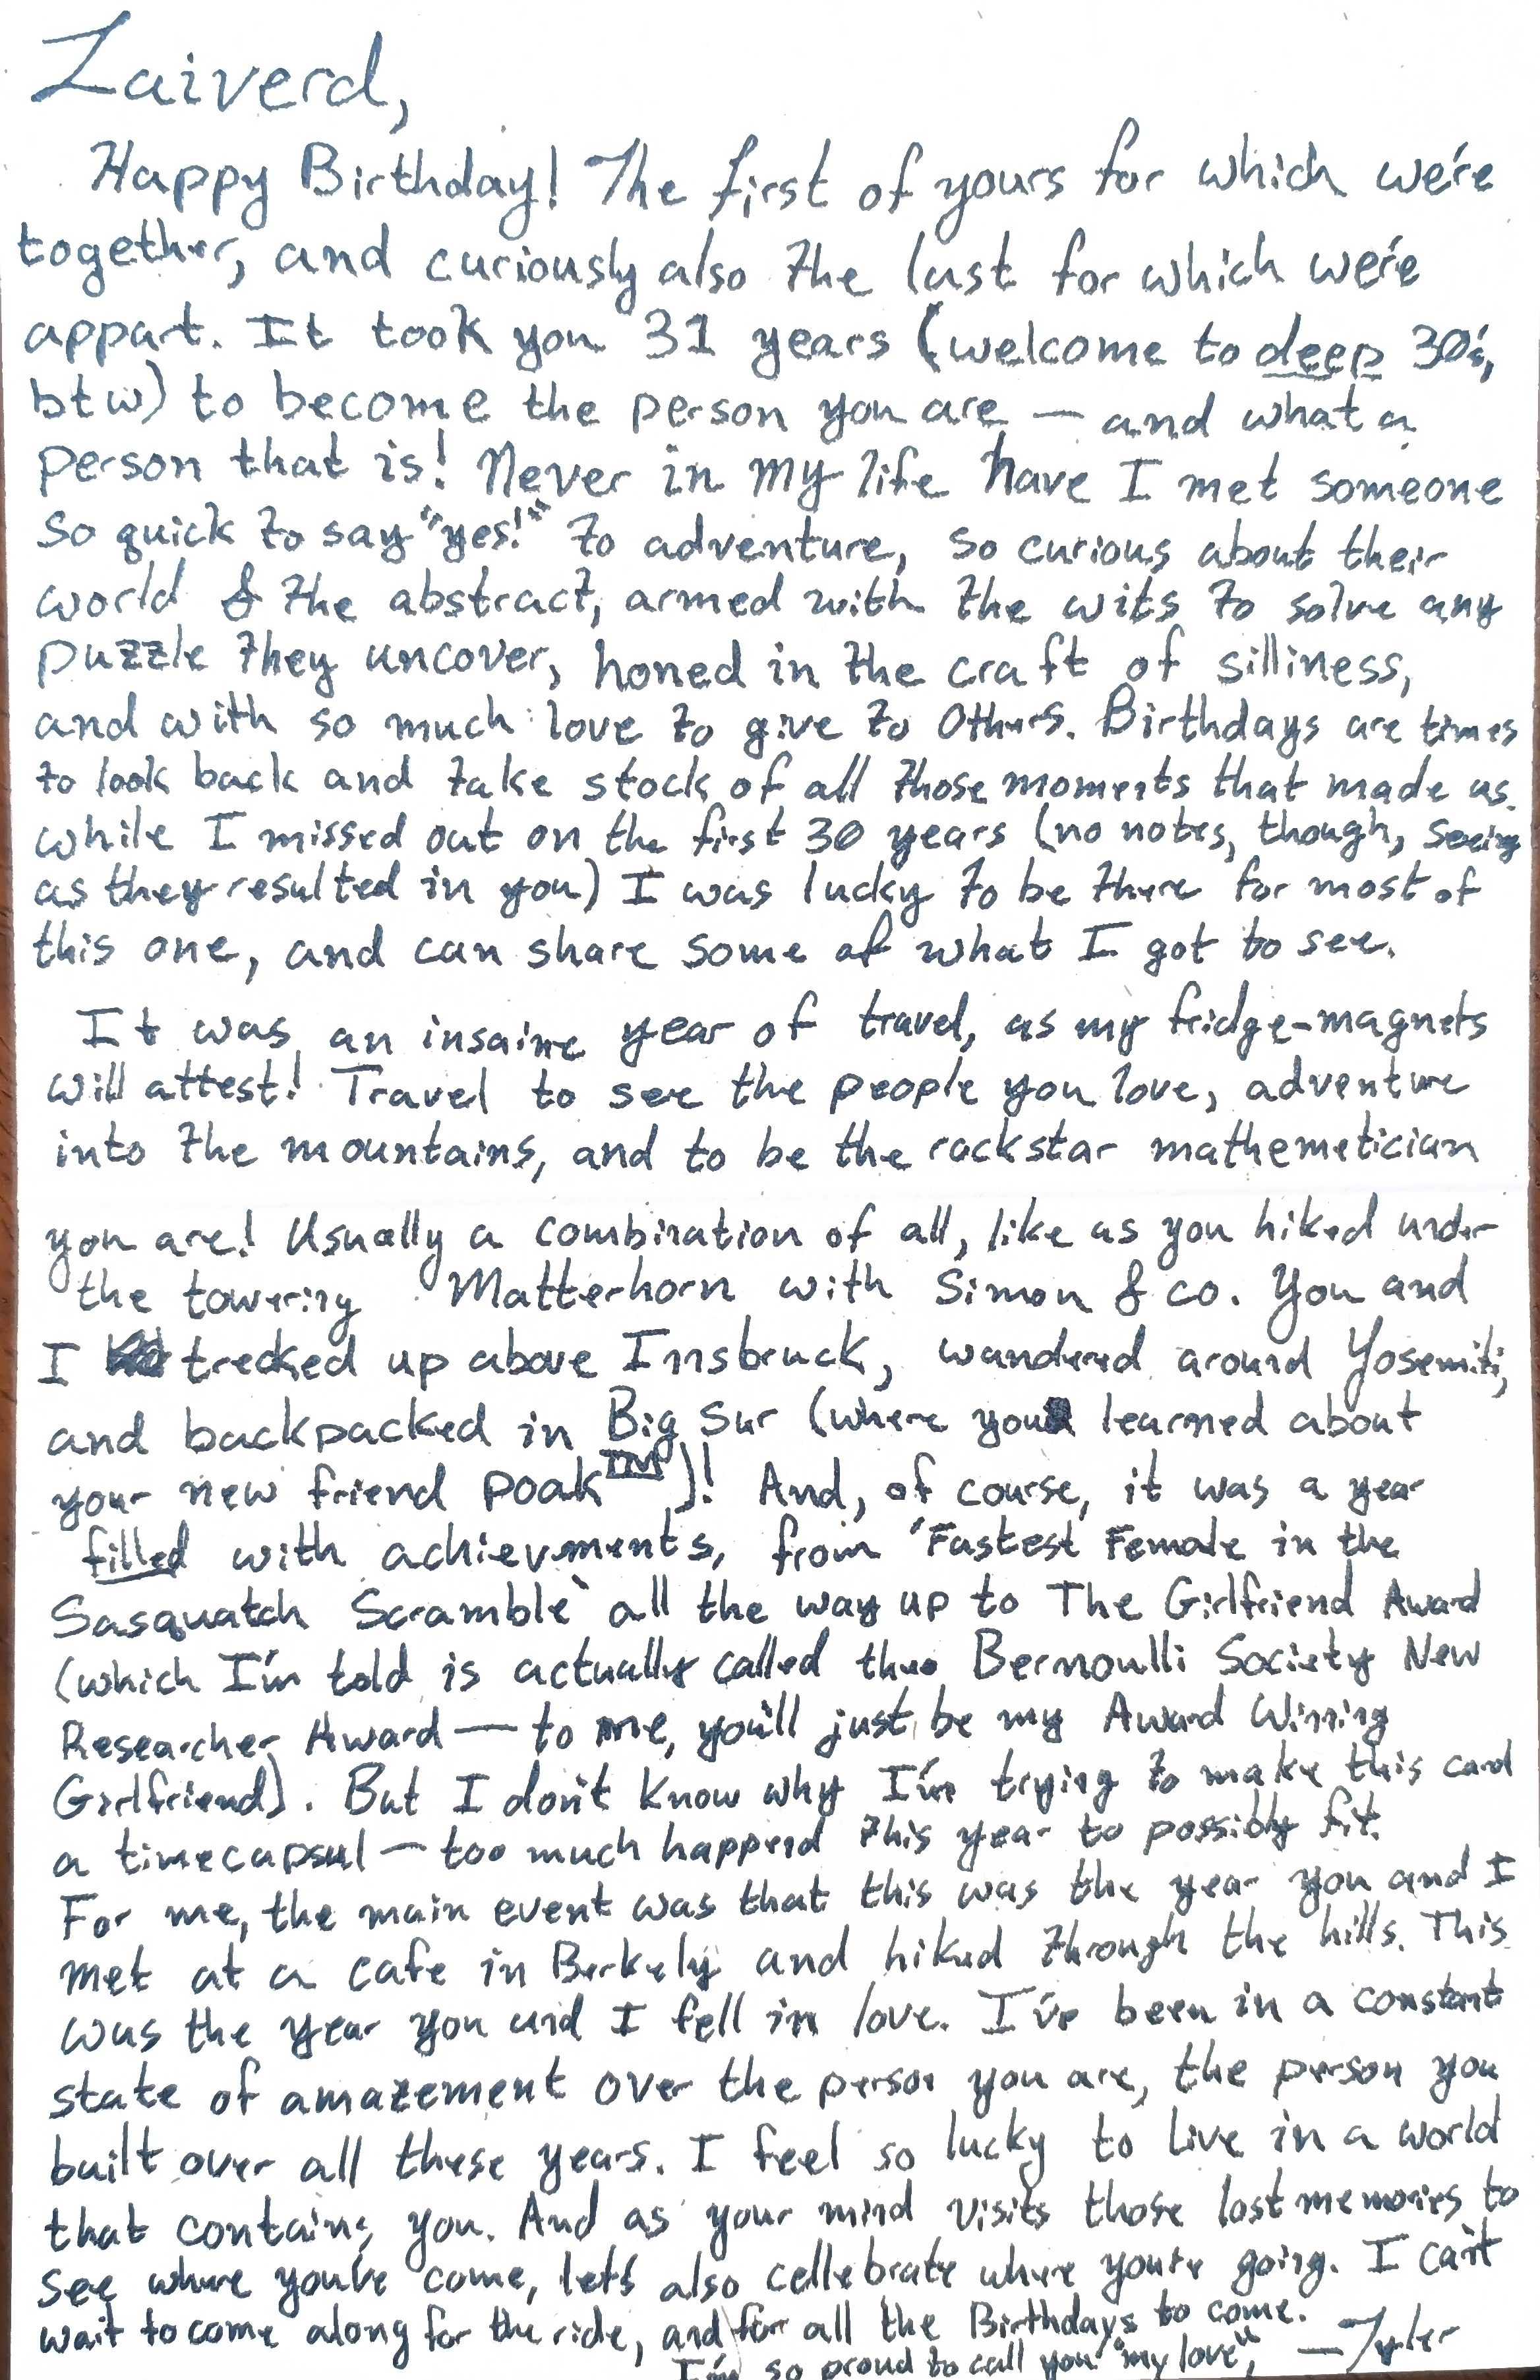 Laiverd,
Happy Birthday! The first of yours for which we're
together, and curiously also the last for which we're
appart. It took you 31 years (welcome to deep 30's,
btw) to become the person you are — and what a
person that is! Never in my life have I met someone
so quick to say "yes!" to adventure, so curious about their
world & the abstract, armed with the wits to solve any
puzzle they uncover, honed in the craft of silliness,
and with so much love to give to others. Birthdays are times
to look back and take stock of all those moments that made us.
while I missed out on the first 30 years (no notes, though, seeing
as they resulted in you) I was lucky to be there for most of
this one, and can share some of what I got to see.
It was an insaine year of travel, as my fridge-magnets
will attest! Travel to see the people you love, adventure
into the mountains, and to be the rockstar mathemetician
you are! Usually a combination of all, like as you hiked under
the towering Matterhorn with Simon & co. You and
I trecked up above Innsbruck, wandered around Yosemiti,
and backpacked in Big Sur (where you learned about
your new friend poak™)! And, of course, it was a year
filled with achievements, from 'Fastest Female in the
Sasquatch Scramble' all the way up to The Girlfriend Award
(which I'm told is actually called the Bernoulli Society New
Researcher Award — to me, you'll just be my Award Winning
Girlfriend). But I don't know why I'm trying to make this card
a timecapsul — too much happend this year to possibly fit.
For me, the main event was that this was the year you and I
met at a cafe in Berkely and hiked through the hills. This
was the year you and I fell in love. I've been in a constant
state of amazement over the person you are, the person you
built over all these years. I feel so lucky to live in a world
that contains you. And as your mind visits those lost memories to
see where you've come, let's also cellebrate where you're going. I can't
wait to come along for the ride, and for all the Birthdays to come.
I'm so proud to call you "my love", — Tyler